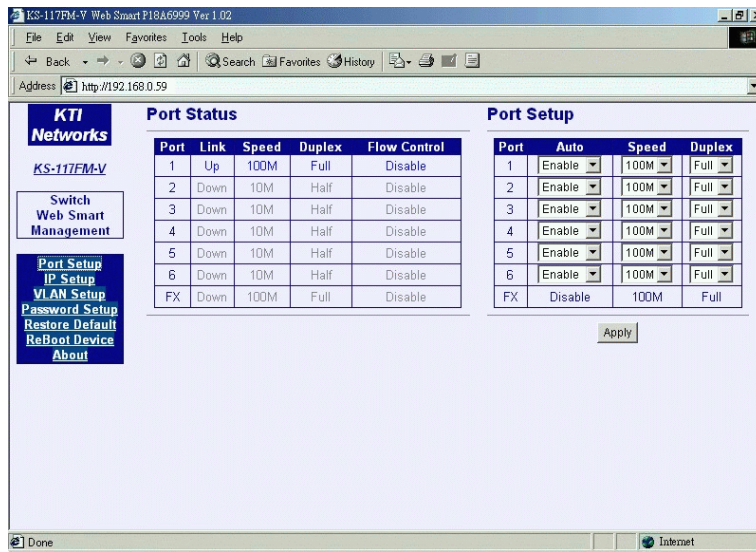 KS-117FM-V Web Smart P18A6999 Ver 1.02
File Edit View Favorites Tools Help
Back Search Favorites History
Address http://192.168.0.59
KTI
Networks
KS-117FM-V
Switch
Web Smart
Management
Port Setup
IP Setup
VLAN Setup
Password Setup
Restore Default
ReBoot Device
About
Port Status
Port Link Speed Duplex Flow Control
1 Up 100M Full Disable
2 Down 10M Half Disable
3 Down 10M Half Disable
4 Down 10M Half Disable
5 Down 10M Half Disable
6 Down 10M Half Disable
FX Down 100M Full Disable
Port Setup
Port Auto Speed Duplex
1 Enable 100M Full
2 Enable 100M Full
3 Enable 100M Full
4 Enable 100M Full
5 Enable 100M Full
6 Enable 100M Full
FX Disable 100M Full
Apply
Done Internet